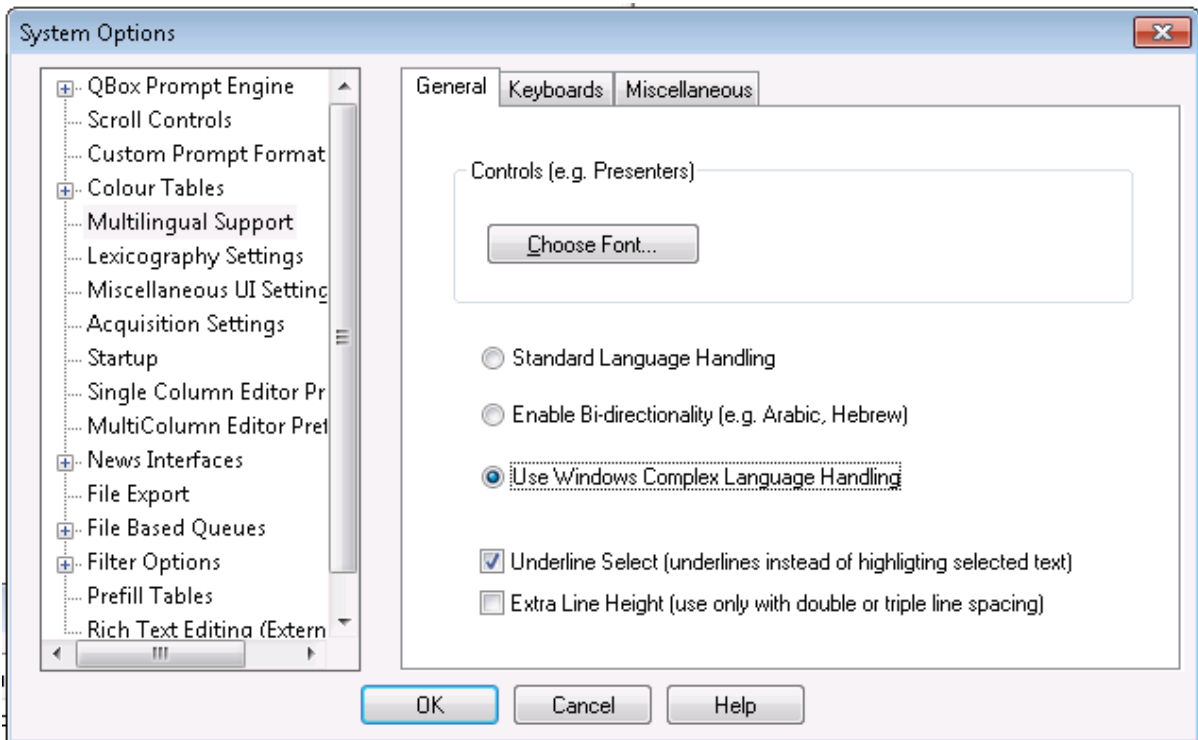 System Options
QBox Prompt Engine
Scroll Controls
Custom Prompt Format
Colour Tables
Multilingual Support
Lexicography Settings
Miscellaneous UI Setting
Acquisition Settings
Startup
Single Column Editor Pr
MultiColumn Editor Pref
News Interfaces
File Export
File Based Queues
Filter Options
Prefill Tables
Rich Text Editing (Extern
General Keyboards Miscellaneous
Controls (e.g. Presenters)
Choose Font...
Standard Language Handling
Enable Bi-directionality (e.g. Arabic, Hebrew)
Use Windows Complex Language Handling
Underline Select (underlines instead of highligting selected text)
Extra Line Height (use only with double or triple line spacing)
OK Cancel Help